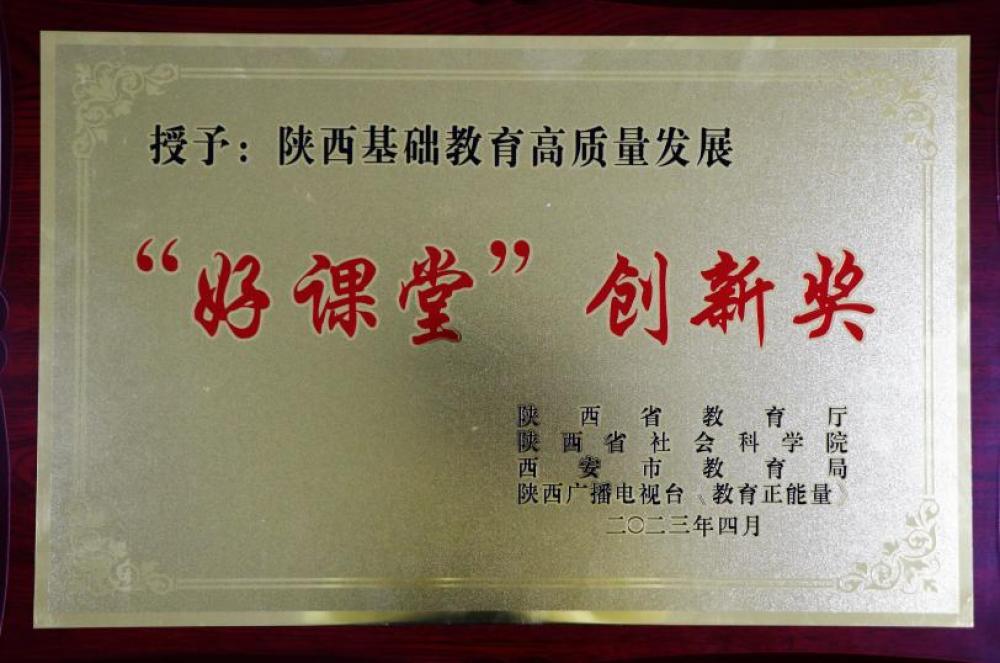 授予：陕西基础教育高质量发展
“好课堂”创新奖
陕西省教育厅
陕西省社会科学院
西安市教育局
陕西广播电视台《教育正能量》
二〇二三年四月